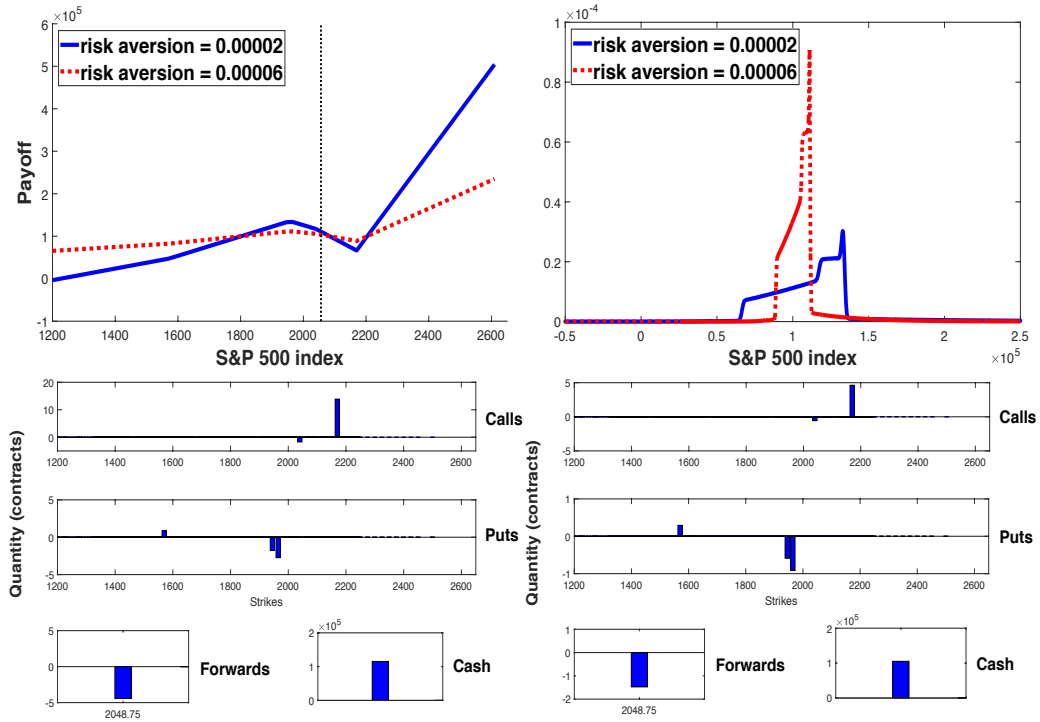 ×10^5
6
5
4
3
2
1
0
-1
risk aversion = 0.00002
risk aversion = 0.00006
Payoff
1200 1400 1600 1800 2000 2200 2400 2600
S&P 500 index
×10^-4
1
0.8
0.6
0.4
0.2
0
risk aversion = 0.00002
risk aversion = 0.00006
-0.5 0 0.5 1 1.5 2 2.5
×10^5
S&P 500 index
Quantity (contracts)
20
10
0
1200 1400 1600 1800 2000 2200 2400 2600
Calls
5
0
-5
1200 1400 1600 1800 2000 2200 2400 2600
Strikes
Puts
5
0
-5
2048.75
Forwards
×10^5
2
1
0
Cash
Quantity (contracts)
5
0
-5
1200 1400 1600 1800 2000 2200 2400 2600
Calls
1
0
-1
1200 1400 1600 1800 2000 2200 2400 2600
Strikes
Puts
1
0
-1
-2
2048.75
Forwards
×10^5
2
1
0
Cash